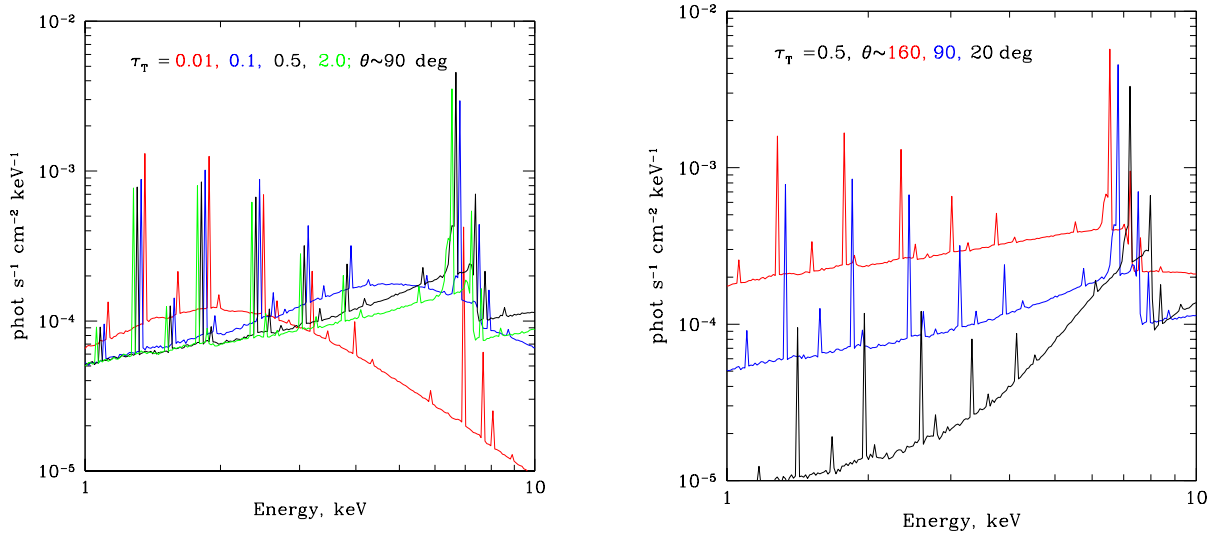 10⁻²
τ_T = 0.01, 0.1, 0.5, 2.0; θ~90 deg
10⁻³
10⁻⁴
10⁻⁵
phot s⁻¹ cm⁻² keV⁻¹
1
10
Energy, keV
10⁻²
τ_T =0.5, θ~160, 90, 20 deg
10⁻³
10⁻⁴
10⁻⁵
phot s⁻¹ cm⁻² keV⁻¹
1
10
Energy, keV